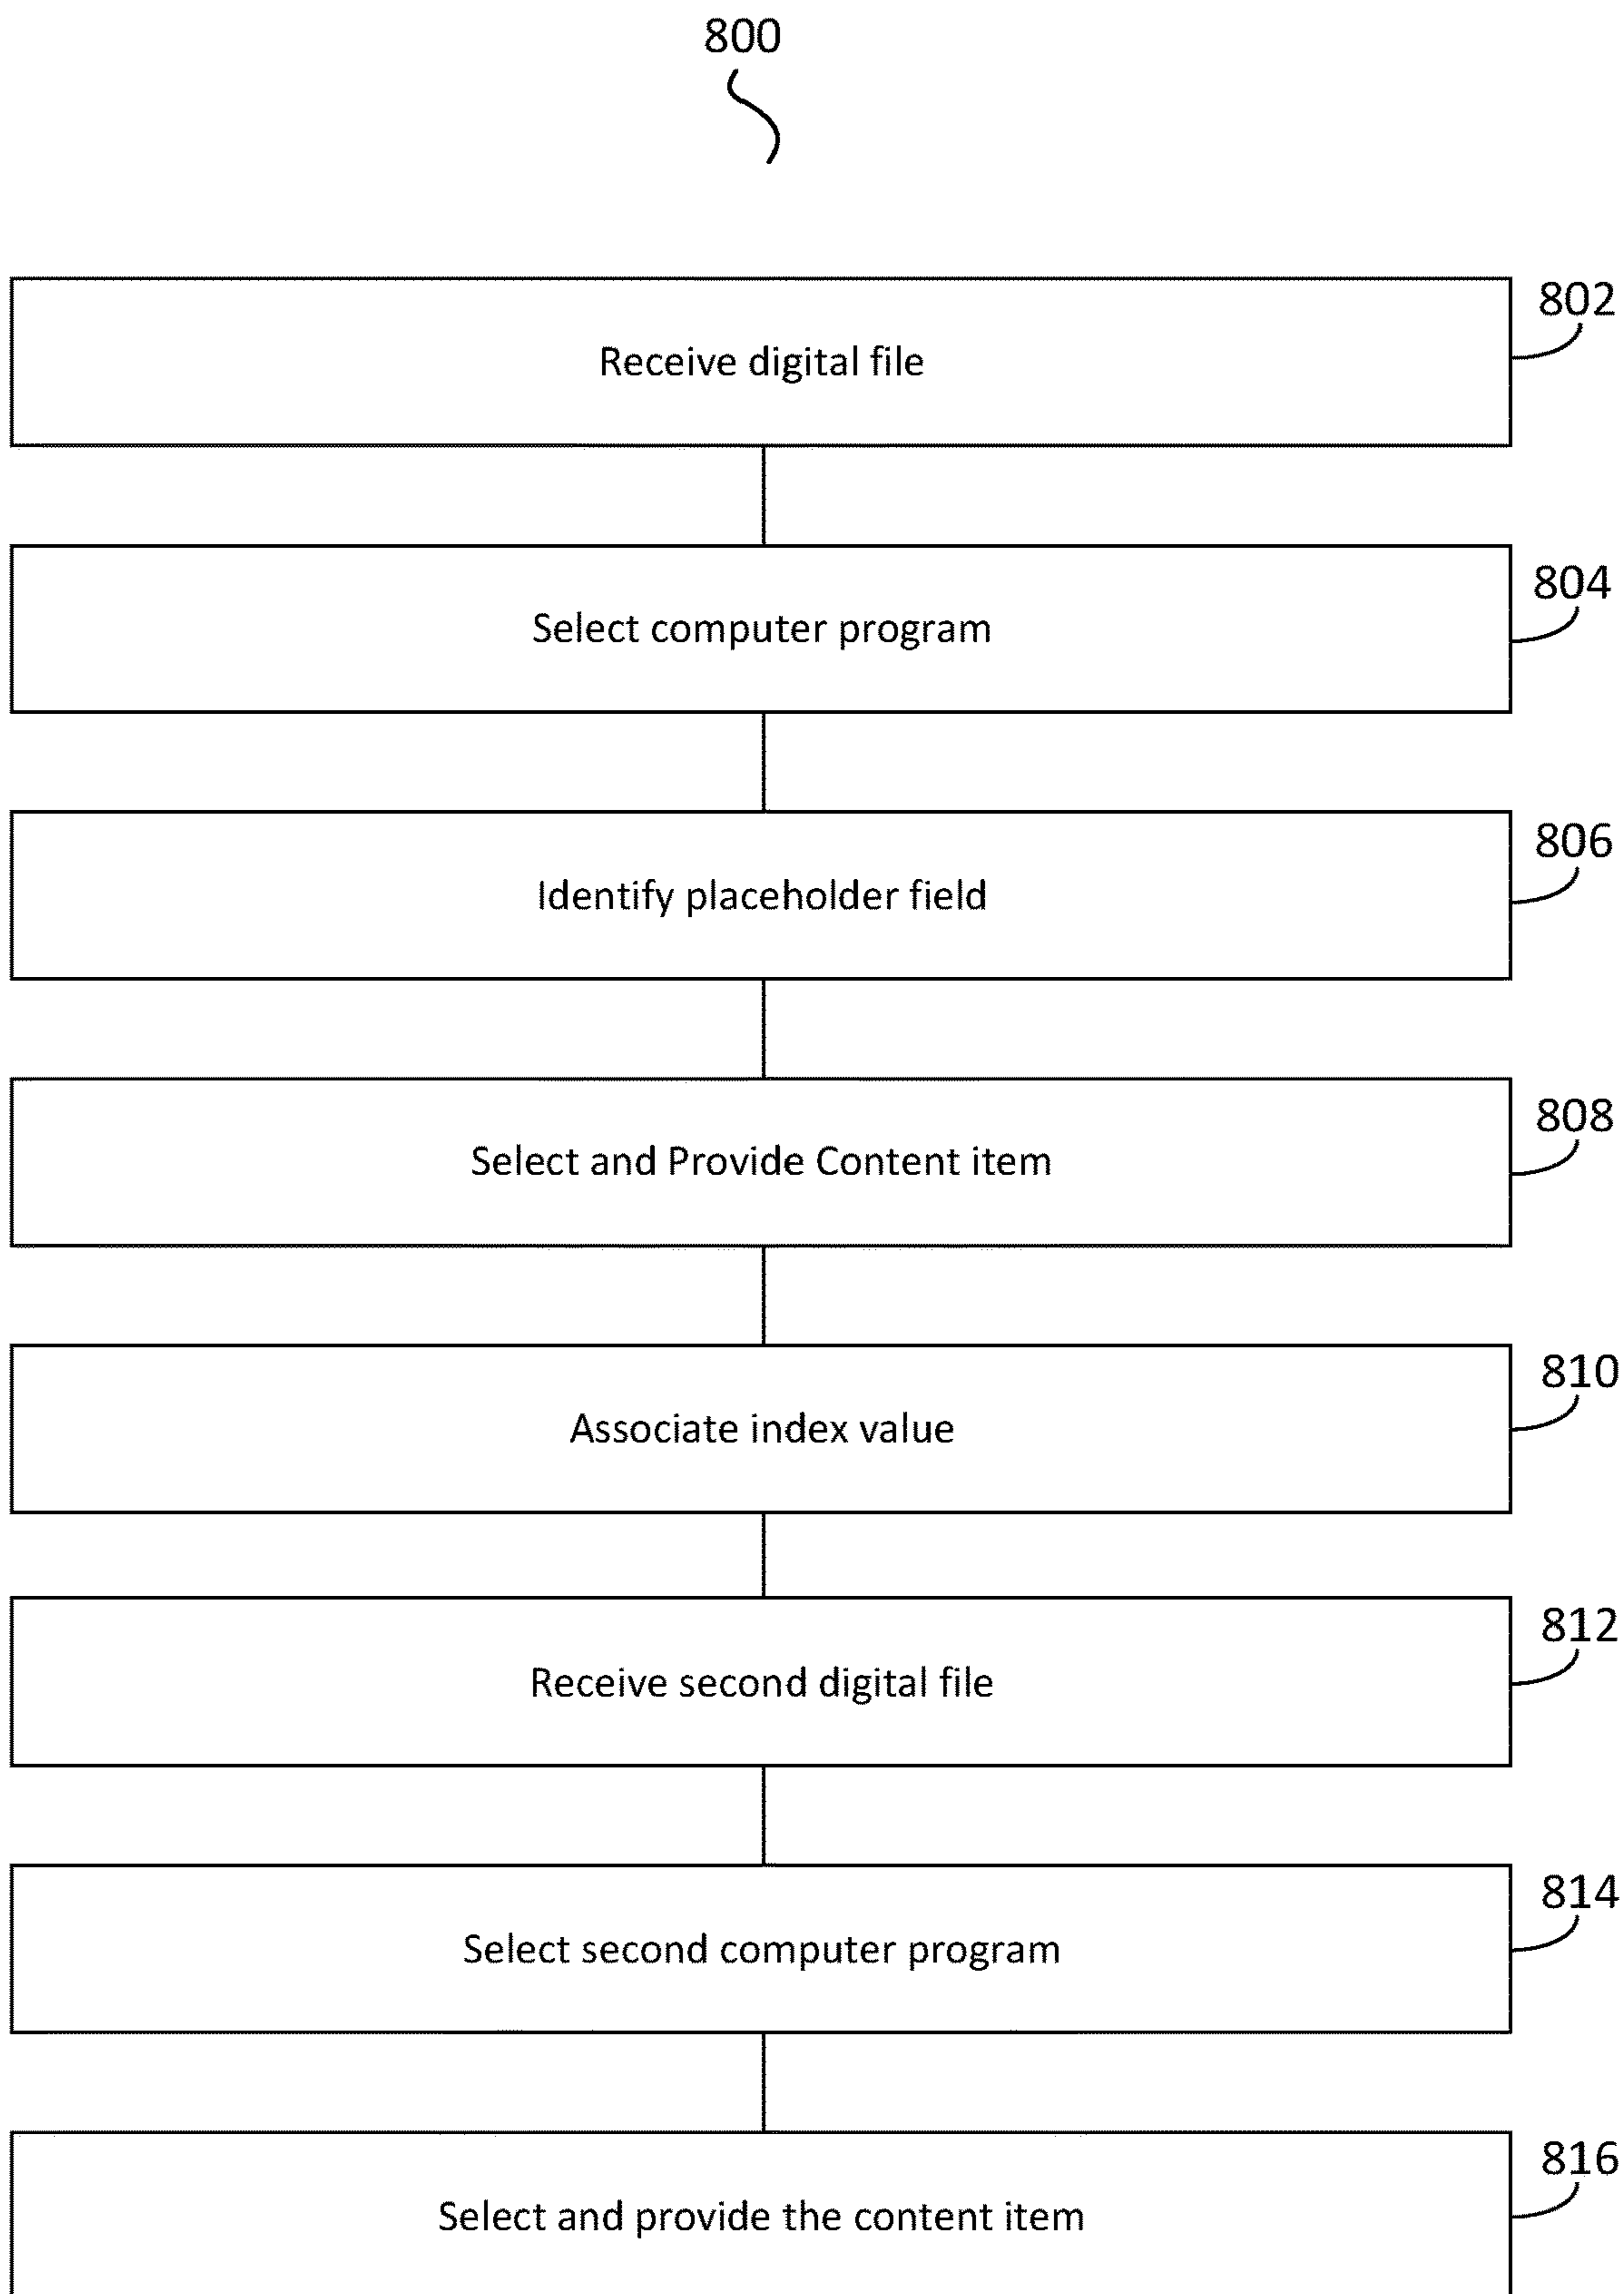 800
802
Receive digital file
804
Select computer program
806
Identify placeholder field
808
Select and Provide Content item
810
Associate index value
812
Receive second digital file
814
Select second computer program
816
Select and provide the content item